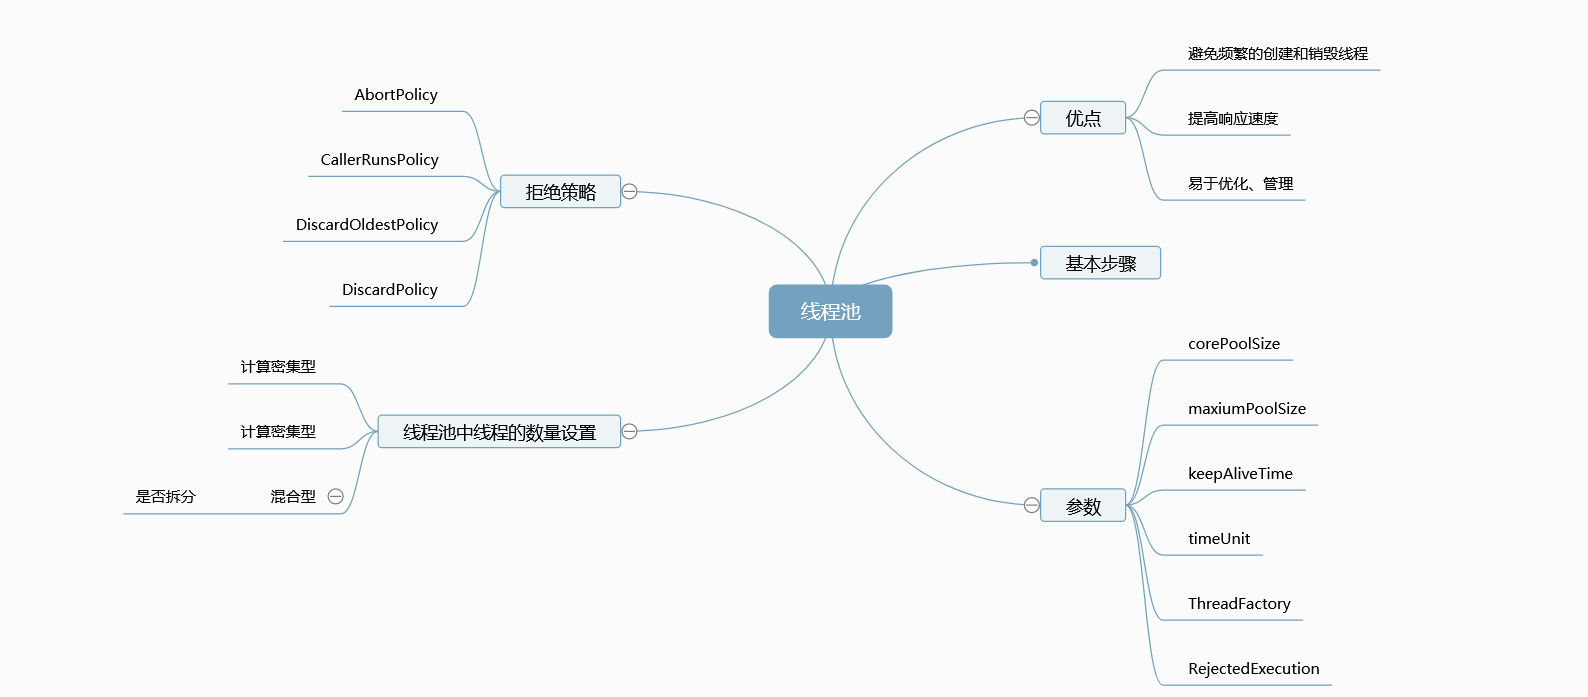 线程池
优点
避免频繁的创建和销毁线程
提高响应速度
易于优化、管理
基本步骤
参数
corePoolSize
maxiumPoolSize
keepAliveTime
timeUnit
ThreadFactory
RejectedExecution
拒绝策略
AbortPolicy
CallerRunsPolicy
DiscardOldestPolicy
DiscardPolicy
线程池中线程的数量设置
计算密集型
计算密集型
混合型
是否拆分